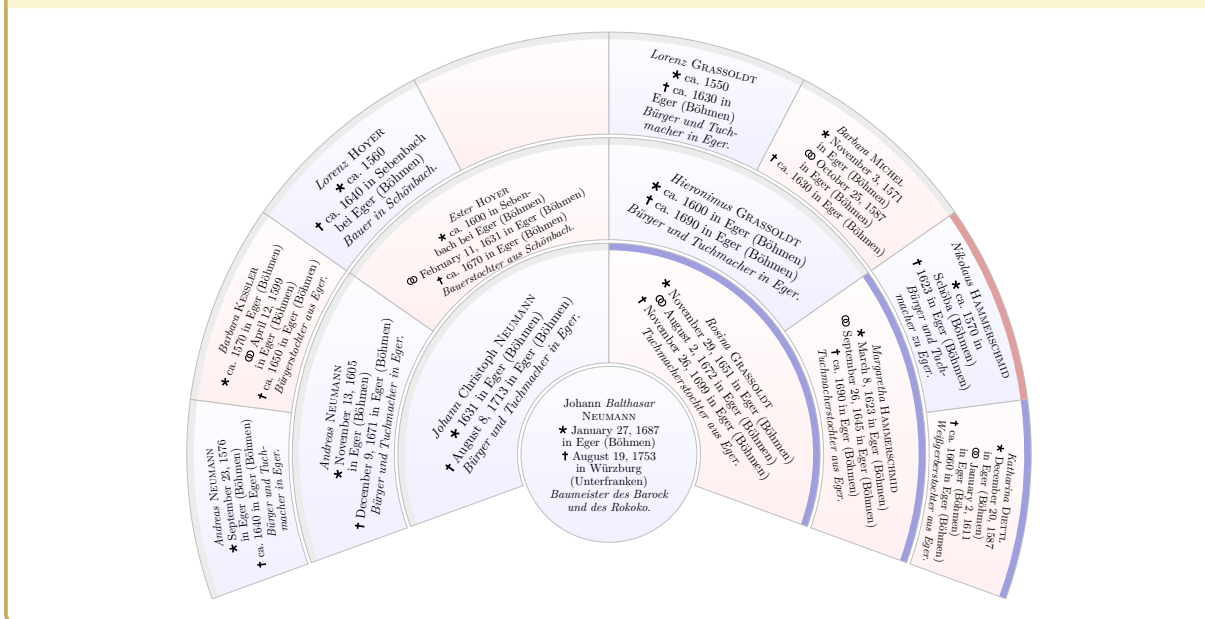 Johann Balthasar
NEUMANN
★ January 27, 1687
in Eger (Böhmen)
✝ August 19, 1753
in Würzburg
(Unterfranken)
Baumeister des Barock
und des Rokoko.
Johann Christoph NEUMANN
★ 1631 in Eger (Böhmen)
✝ August 8, 1713 in Eger (Böhmen)
Bürger und Tuchmacher in Eger.
Rosina GRASSOLDT
★ November 29, 1651 in Eger (Böhmen)
⚭ August 2, 1672 in Eger (Böhmen)
✝ November 26, 1699 in Eger (Böhmen)
Tuchmacherstochter aus Eger.
Andreas NEUMANN
★ November 13, 1605
in Eger (Böhmen)
✝ December 9, 1671 in Eger (Böhmen)
Bürger und Tuchmacher in Eger.
Ester HOYER
★ ca. 1600 in Seben-
bach bei Eger (Böhmen)
⚭ February 11, 1631 in Eger (Böhmen)
✝ ca. 1670 in Eger (Böhmen)
Bauerstochter aus Schönbach.
Hieronimus GRASSOLDT
★ ca. 1600 in Eger (Böhmen)
✝ ca. 1690 in Eger (Böhmen)
Bürger und Tuchmacher in Eger.
Margaretha HAMMERSCHMID
★ March 8, 1623 in Eger (Böhmen)
⚭ September 26, 1645 in Eger (Böhmen)
✝ ca. 1690 in Eger (Böhmen)
Tuchmacherstochter aus Eger.
Andreas NEUMANN
★ September 23, 1576
in Eger (Böhmen)
✝ ca. 1640 in Eger (Böhmen)
Bürger und Tuch-
macher in Eger.
Barbara KESSLER
★ ca. 1570 in Eger (Böhmen)
⚭ April 12, 1599
in Eger (Böhmen)
✝ ca. 1650 in Eger (Böhmen)
Bürgerstochter aus Eger.
Lorenz HOYER
★ ca. 1560
✝ ca. 1640 in Sebenbach
bei Eger (Böhmen)
Bauer in Schönbach.
Lorenz GRASSOLDT
★ ca. 1550
✝ ca. 1630 in
Eger (Böhmen)
Bürger und Tuch-
macher in Eger.
Barbara MICHEL
★ November 3, 1571
in Eger (Böhmen)
⚭ October 25, 1587
in Eger (Böhmen)
✝ ca. 1630 in Eger (Böhmen)
Nikolaus HAMMERSCHMID
★ ca. 1570 in
Schöba (Böhmen)
✝ 1623 in Eger (Böhmen)
Bürger und Tuch-
macher zu Eger.
Katharina DIETTL
★ December 20, 1587
in Eger (Böhmen)
⚭ January 2, 1611
in Eger (Böhmen)
✝ ca. 1660 in Eger (Böhmen)
Weißgerberstochter aus Eger.